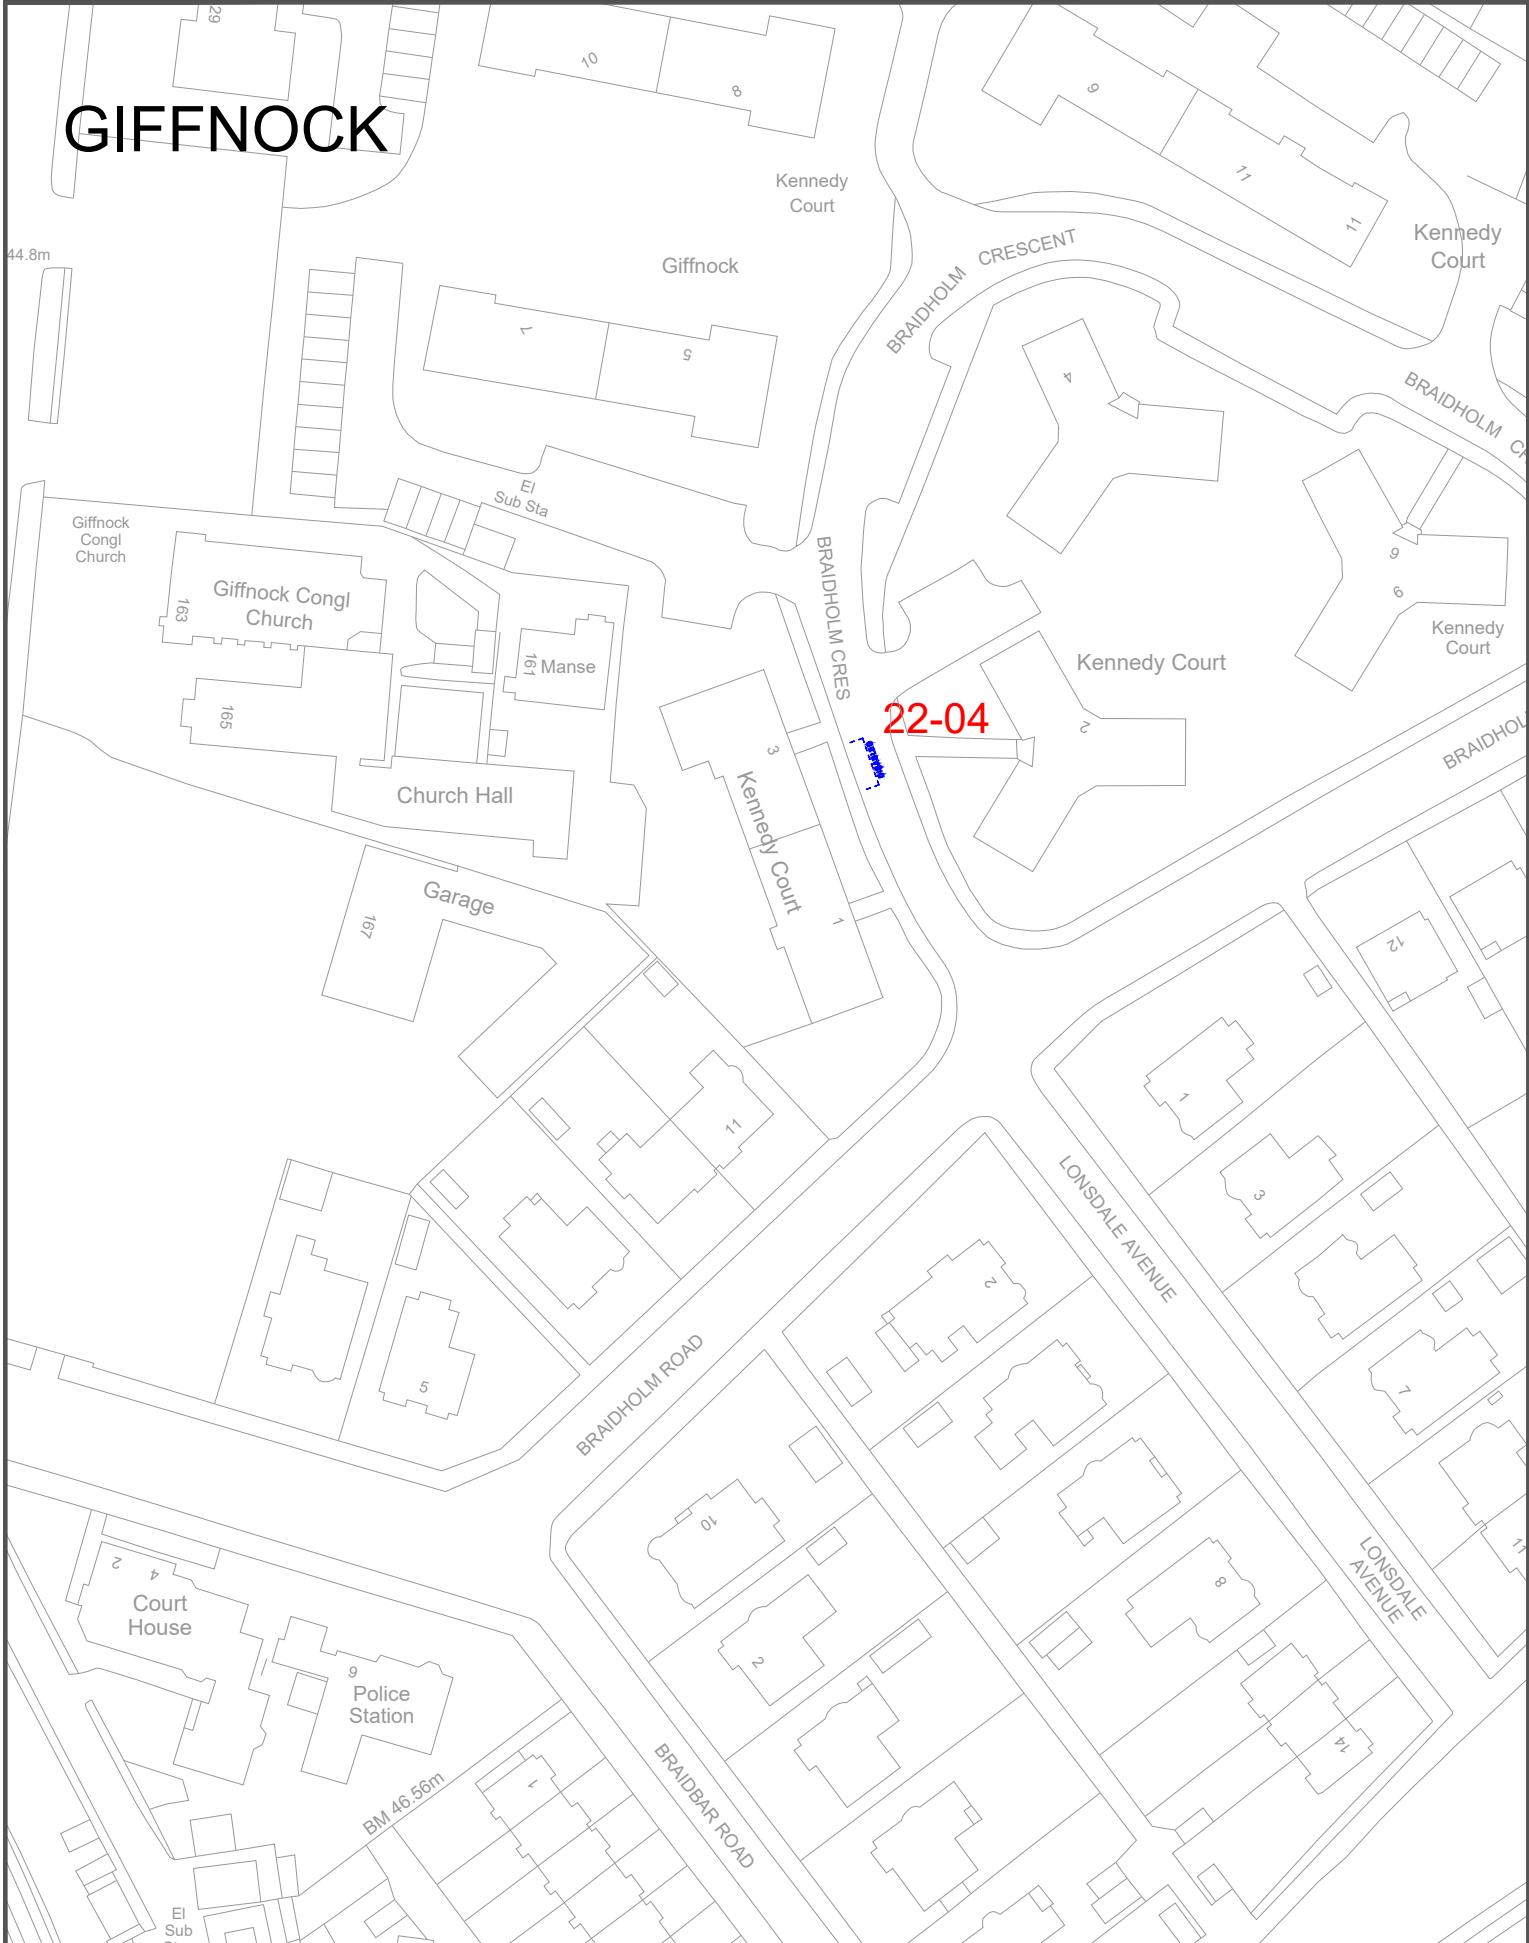 29
10
8
9
GIFFNOCK
11
Kennedy
Court
11
Kennedy
Court
44.8m
Giffnock
BRAIDHOLM CRESCENT
7
5
4
BRAIDHOLM
El
Sub Sta
Giffnock
Congl
Church
BRAIDHOLM CRES
Giffnock Congl
Church
163
161
Manse
6
6
Kennedy
Court
Kennedy Court
165
22-04
2
3
Church Hall
Kennedy Court
Garage
167
1
12
1
11
3
LONSDALE AVENUE
2
5
BRAIDHOLM ROAD
7
10
2
4
Court
House
8
LONSDALE
AVENUE
11
2
6
Police
Station
14
1
BM 46.56m
BRAIDBAR ROAD
El
Sub